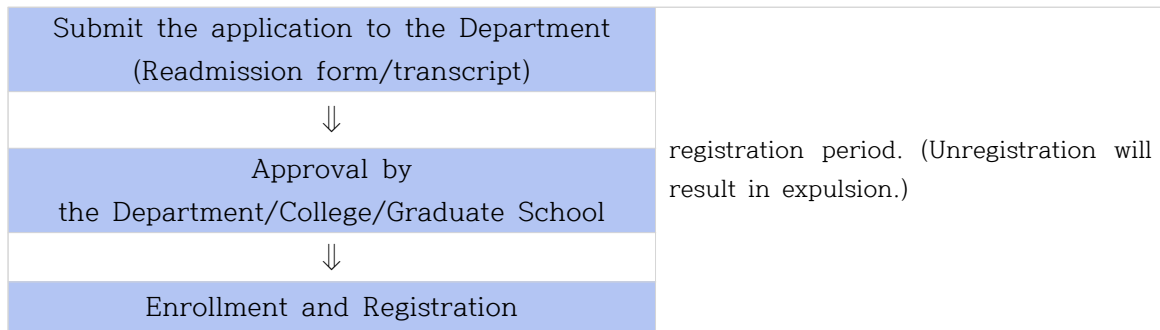 Submit the application to the Department
(Readmission form/transcript)
⇓
Approval by
the Department/College/Graduate School
⇓
Enrollment and Registration
registration period. (Unregistration will
result in expulsion.)